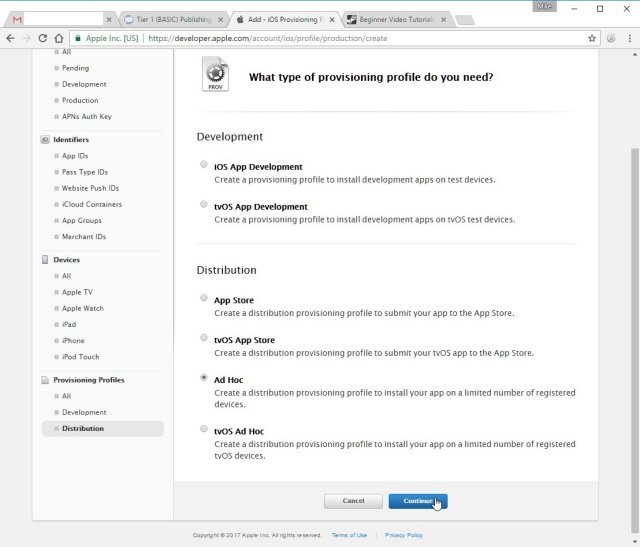 Mike
Tier 1 (BASIC) Publishing
Add - iOS Provisioning P
Beginner Video Tutorials
Apple Inc. [US]
https://developer.apple.com/account/ios/profile/production/create
All
Pending
Development
Production
APNs Auth Key
ID
Identifiers
App IDs
Pass Type IDs
Website Push IDs
iCloud Containers
App Groups
Merchant IDs
Devices
All
Apple TV
Apple Watch
iPad
iPhone
iPod Touch
Provisioning Profiles
All
Development
Distribution
PROV
What type of provisioning profile do you need?
Development
iOS App Development
Create a provisioning profile to install development apps on test devices.
tvOS App Development
Create a provisioning profile to install development apps on tvOS test devices.
Distribution
App Store
Create a distribution provisioning profile to submit your app to the App Store.
tvOS App Store
Create a distribution provisioning profile to submit your tvOS app to the App Store.
Ad Hoc
Create a distribution provisioning profile to install your app on a limited number of registered
devices.
tvOS Ad Hoc
Create a distribution provisioning profile to install your app on a limited number of registered
tvOS devices.
Cancel
Continue
Copyright © 2017 Apple Inc. All rights reserved.
Terms of Use
Privacy Policy